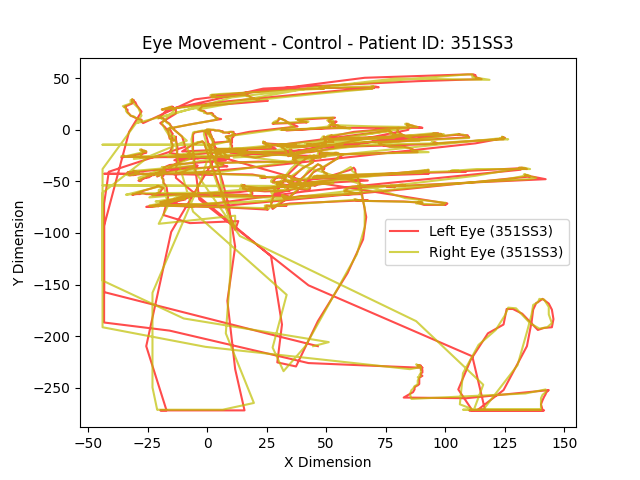 Eye Movement - Control - Patient ID: 351SS3
50
0
−50
−100
−150
−200
−250
Y Dimension
Left Eye (351SS3)
Right Eye (351SS3)
−50 −25 0 25 50 75 100 125 150
X Dimension